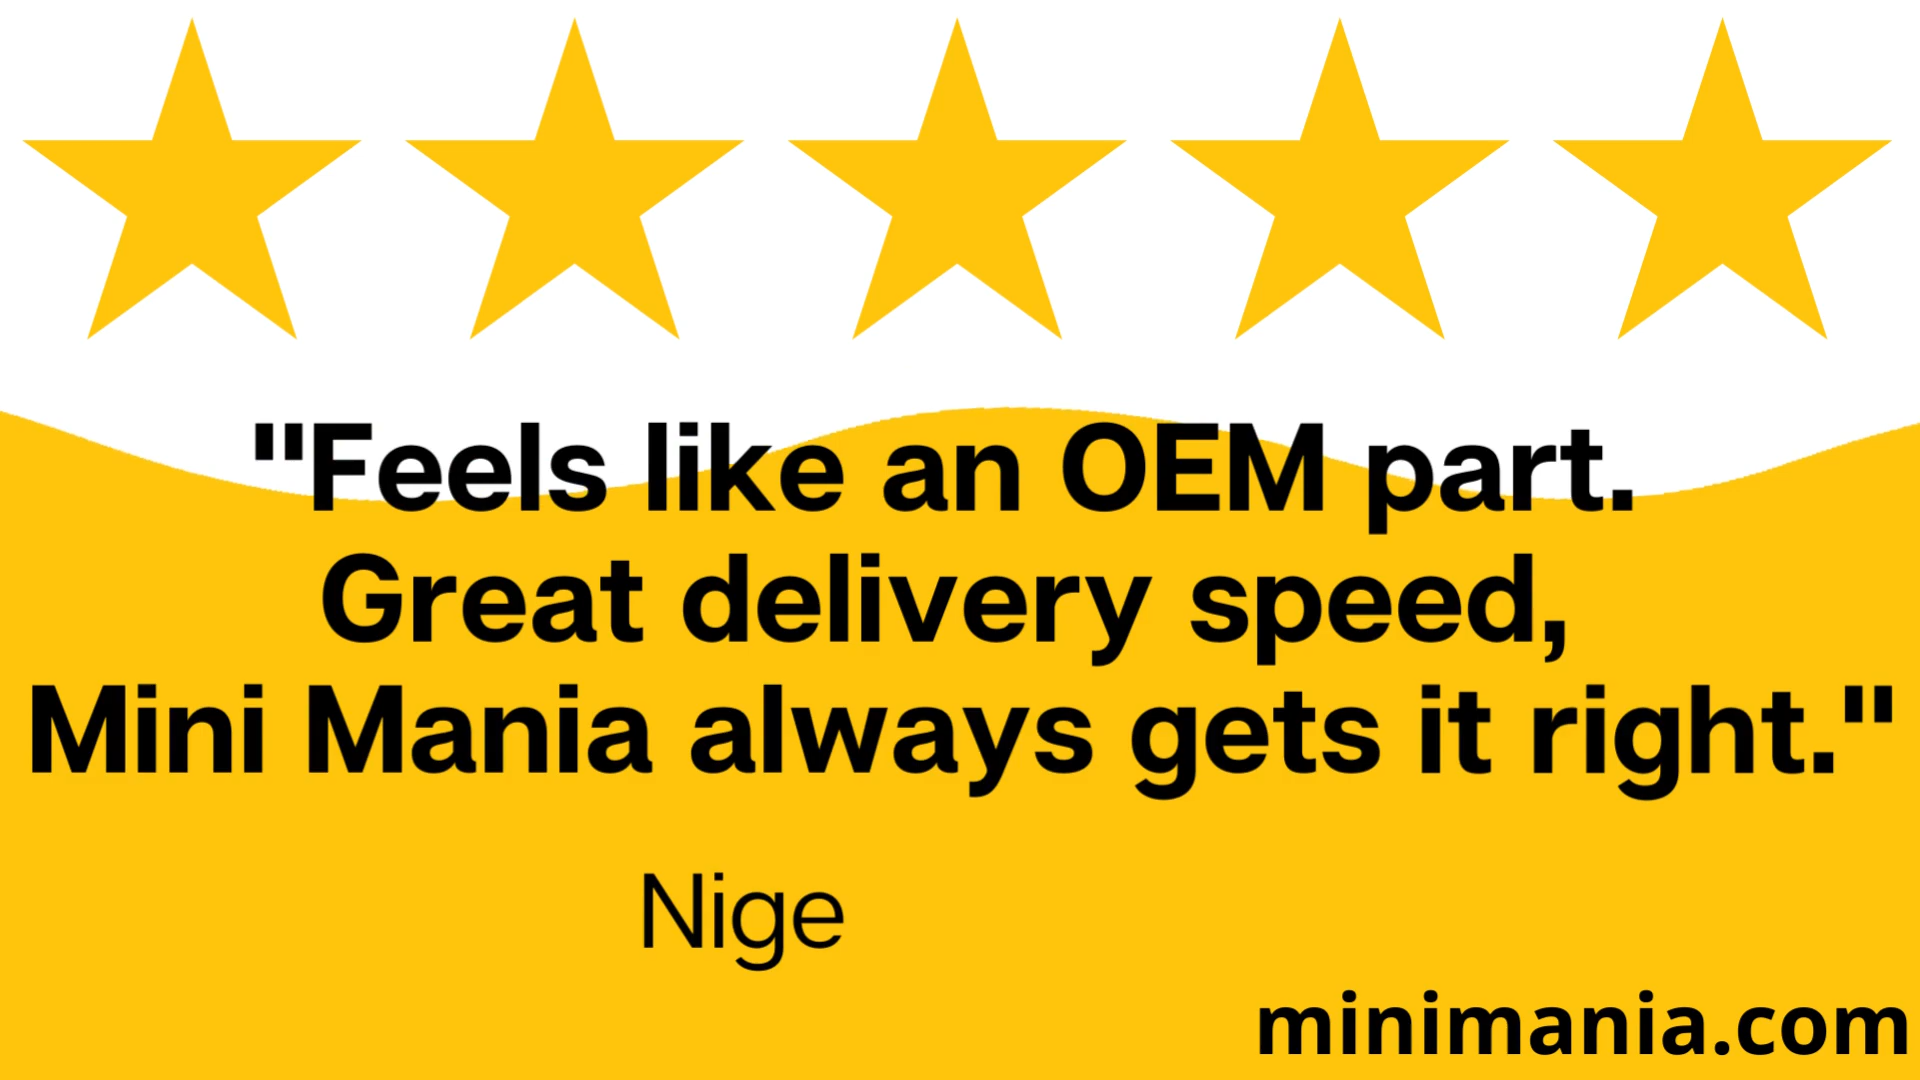 "Feels like an OEM part.
Great delivery speed,
Mini Mania always gets it right."
Nige
minimania.com